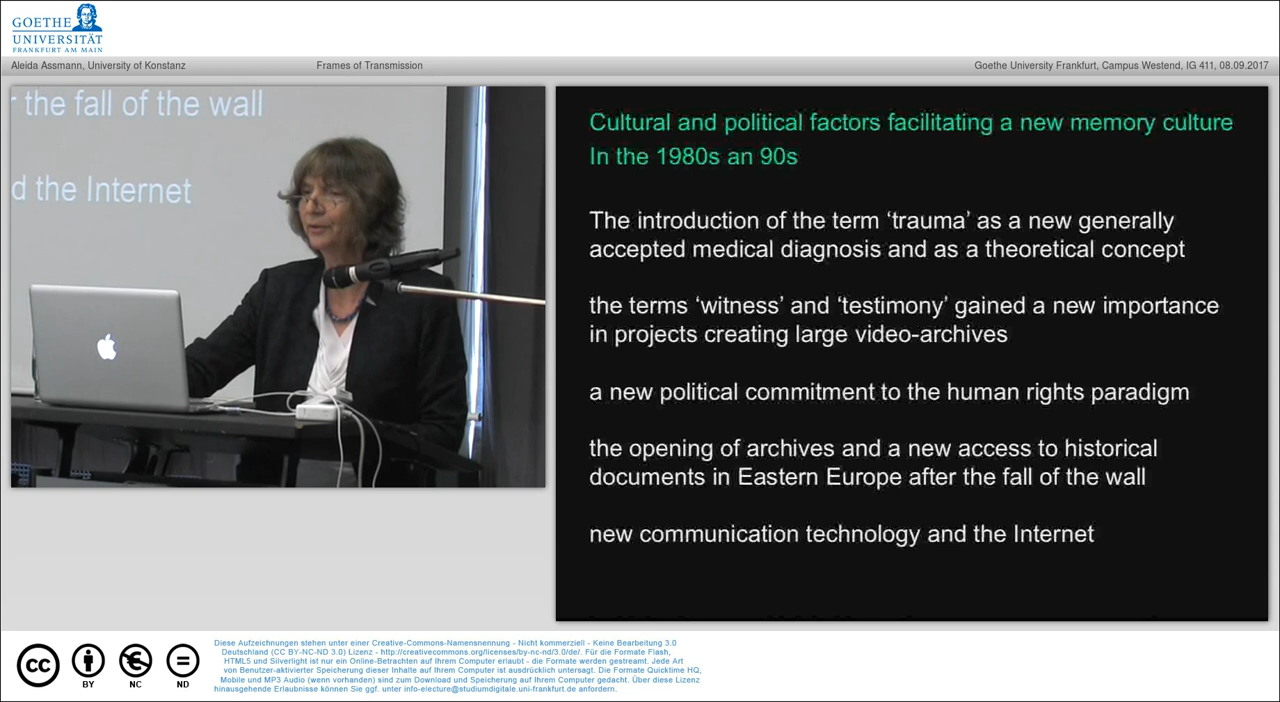 GOETHE
UNIVERSITÄT
FRANKFURT AM MAIN
Aleida Assmann, University of Konstanz
Frames of Transmission
Goethe University Frankfurt, Campus Westend, IG 411, 08.09.2017
the fall of the wall
d the Internet
Cultural and political factors facilitating a new memory culture
In the 1980s an 90s
The introduction of the term ‘trauma’ as a new generally
accepted medical diagnosis and as a theoretical concept
the terms ‘witness’ and ‘testimony’ gained a new importance
in projects creating large video-archives
a new political commitment to the human rights paradigm
the opening of archives and a new access to historical
documents in Eastern Europe after the fall of the wall
new communication technology and the Internet
cc
BY
NC
ND
Diese Aufzeichnungen stehen unter einer Creative-Commons-Namensnennung - Nicht kommerziell - Keine Bearbeitung 3.0
Deutschland (CC BY-NC-ND 3.0) Lizenz - http://creativecommons.org/licenses/by-nc-nd/3.0/de/. Für die Formate Flash,
HTML5 und Silverlight ist nur ein Online-Betrachten auf Ihrem Computer erlaubt - die Formate werden gestreamt. Jede Art
von Benutzer-aktivierter Speicherung dieser Inhalte auf Ihrem Computer ist ausdrücklich untersagt. Die Formate Quicktime HQ,
Mobile und MP3 Audio (wenn vorhanden) sind zum Download und Speicherung auf Ihrem Computer gedacht. Über diese Lizenz
hinausgehende Erlaubnisse können Sie ggf. unter info-electure@studiumdigitale.uni-frankfurt.de anfordern.